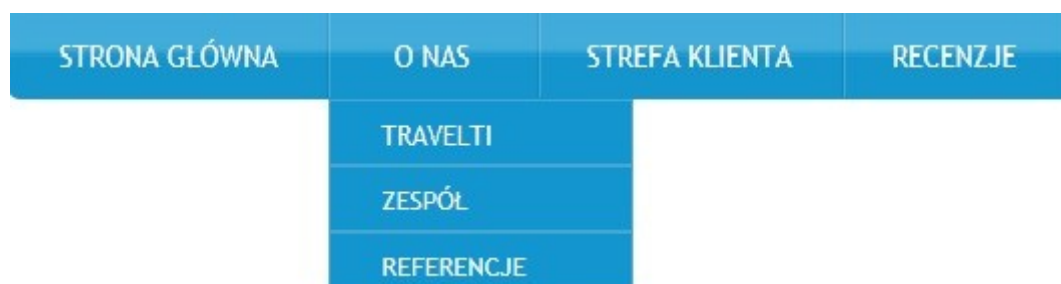 STRONA GŁÓWNA O NAS STREFA KLIENTA RECENZJE
TRAVELTI
ZESPÓŁ
REFERENCJE